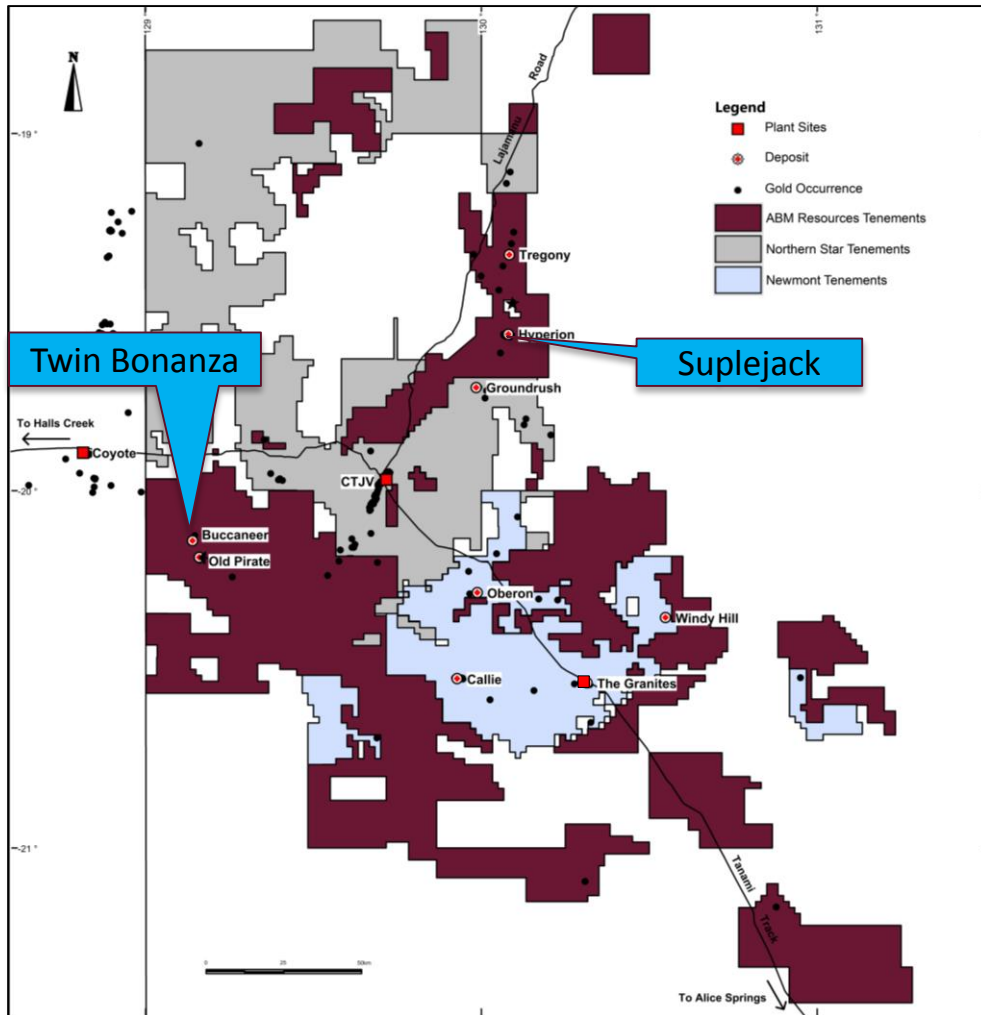 129 °
130 °
131 °
N
-19 °
Lajamanu Road
Legend
Plant Sites
Deposit
Gold Occurrence
ABM Resources Tenements
Northern Star Tenements
Newmont Tenements
Tregony
Hyperion
Twin Bonanza
Suplejack
Groundrush
To Halls Creek
Coyote
CTJV
-20 °
Buccaneer
Old Pirate
Oberon
Windy Hill
Callie
The Granites
-21 °
Tanami Track
0 25 50km
To Alice Springs